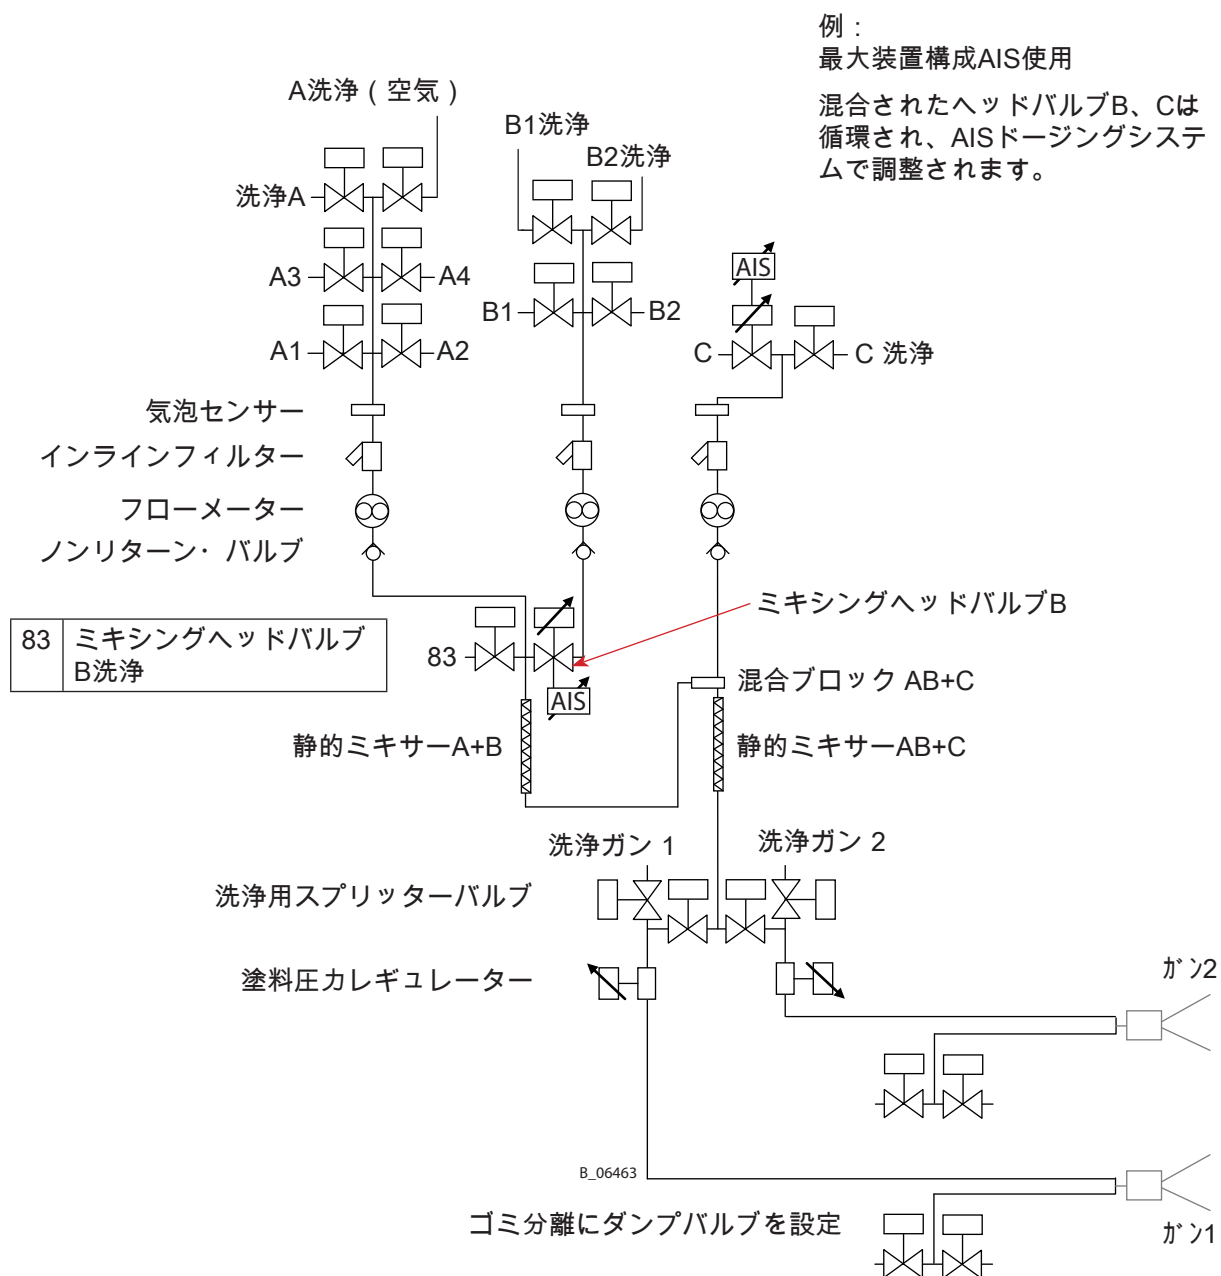 例：
最大装置構成AIS使用
混合されたヘッドバルブB、Cは
循環され、AISドージングシステ
ムで調整されます。
A洗浄（空気）
B1洗浄
B2洗浄
洗浄A
A3
A4
B1
B2
AIS
A1
A2
C
C 洗浄
気泡センサー
インラインフィルター
フローメーター
ノンリターン・バルブ
ミキシングヘッドバルブB
83 ミキシングヘッドバルブ
B洗浄
83
AIS
混合ブロック AB+C
静的ミキサーA+B
静的ミキサーAB+C
洗浄ガン 1
洗浄ガン 2
洗浄用スプリッターバルブ
塗料圧力レギュレーター
ガン2
B_06463
ゴミ分離にダンプバルブを設定
ガン1